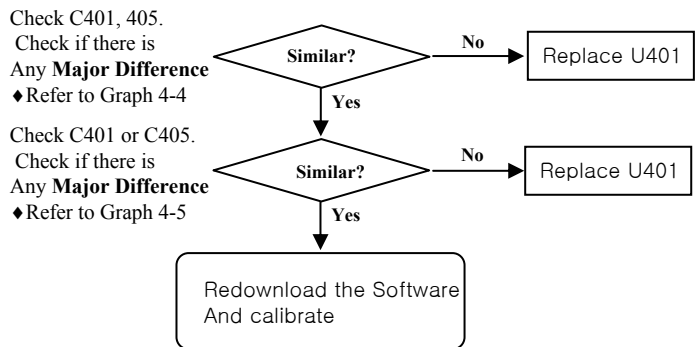 Check C401, 405.
Check if there is
Any Major Difference
♦Refer to Graph 4-4
Similar?
No
Replace U401
Yes
Check C401 or C405.
Check if there is
Any Major Difference
♦Refer to Graph 4-5
Similar?
No
Replace U401
Yes
Redownload the Software
And calibrate